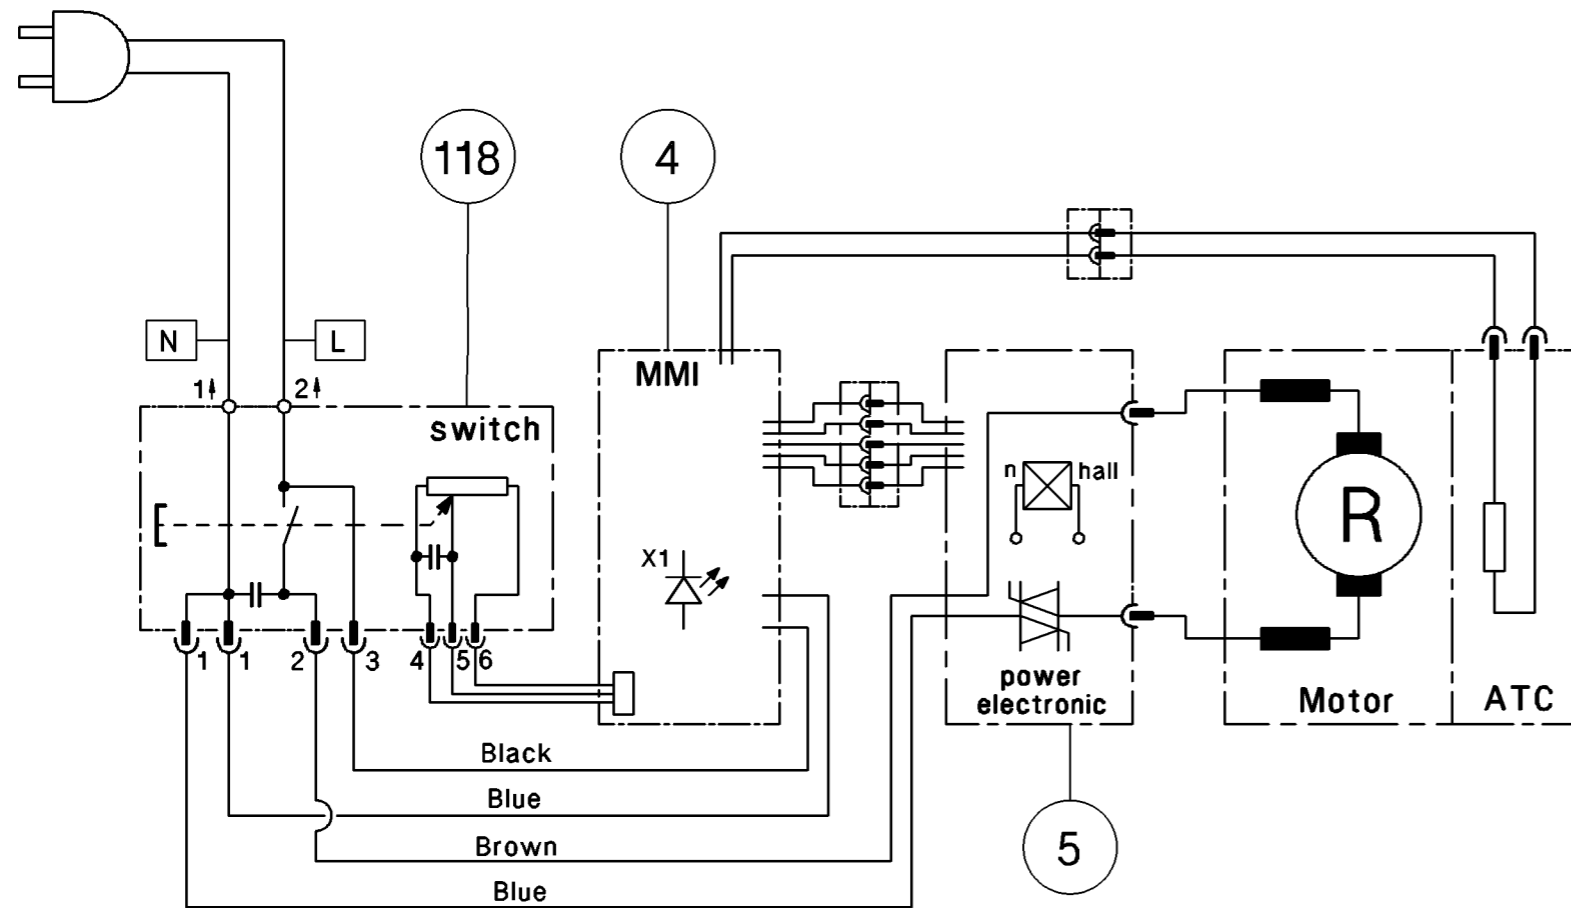 118
4
N
L
1
2
MMI
switch
n
hall
R
X1
1
1
2
3
4
5
6
power
electronic
Motor
ATC
Black
Blue
Brown
5
Blue